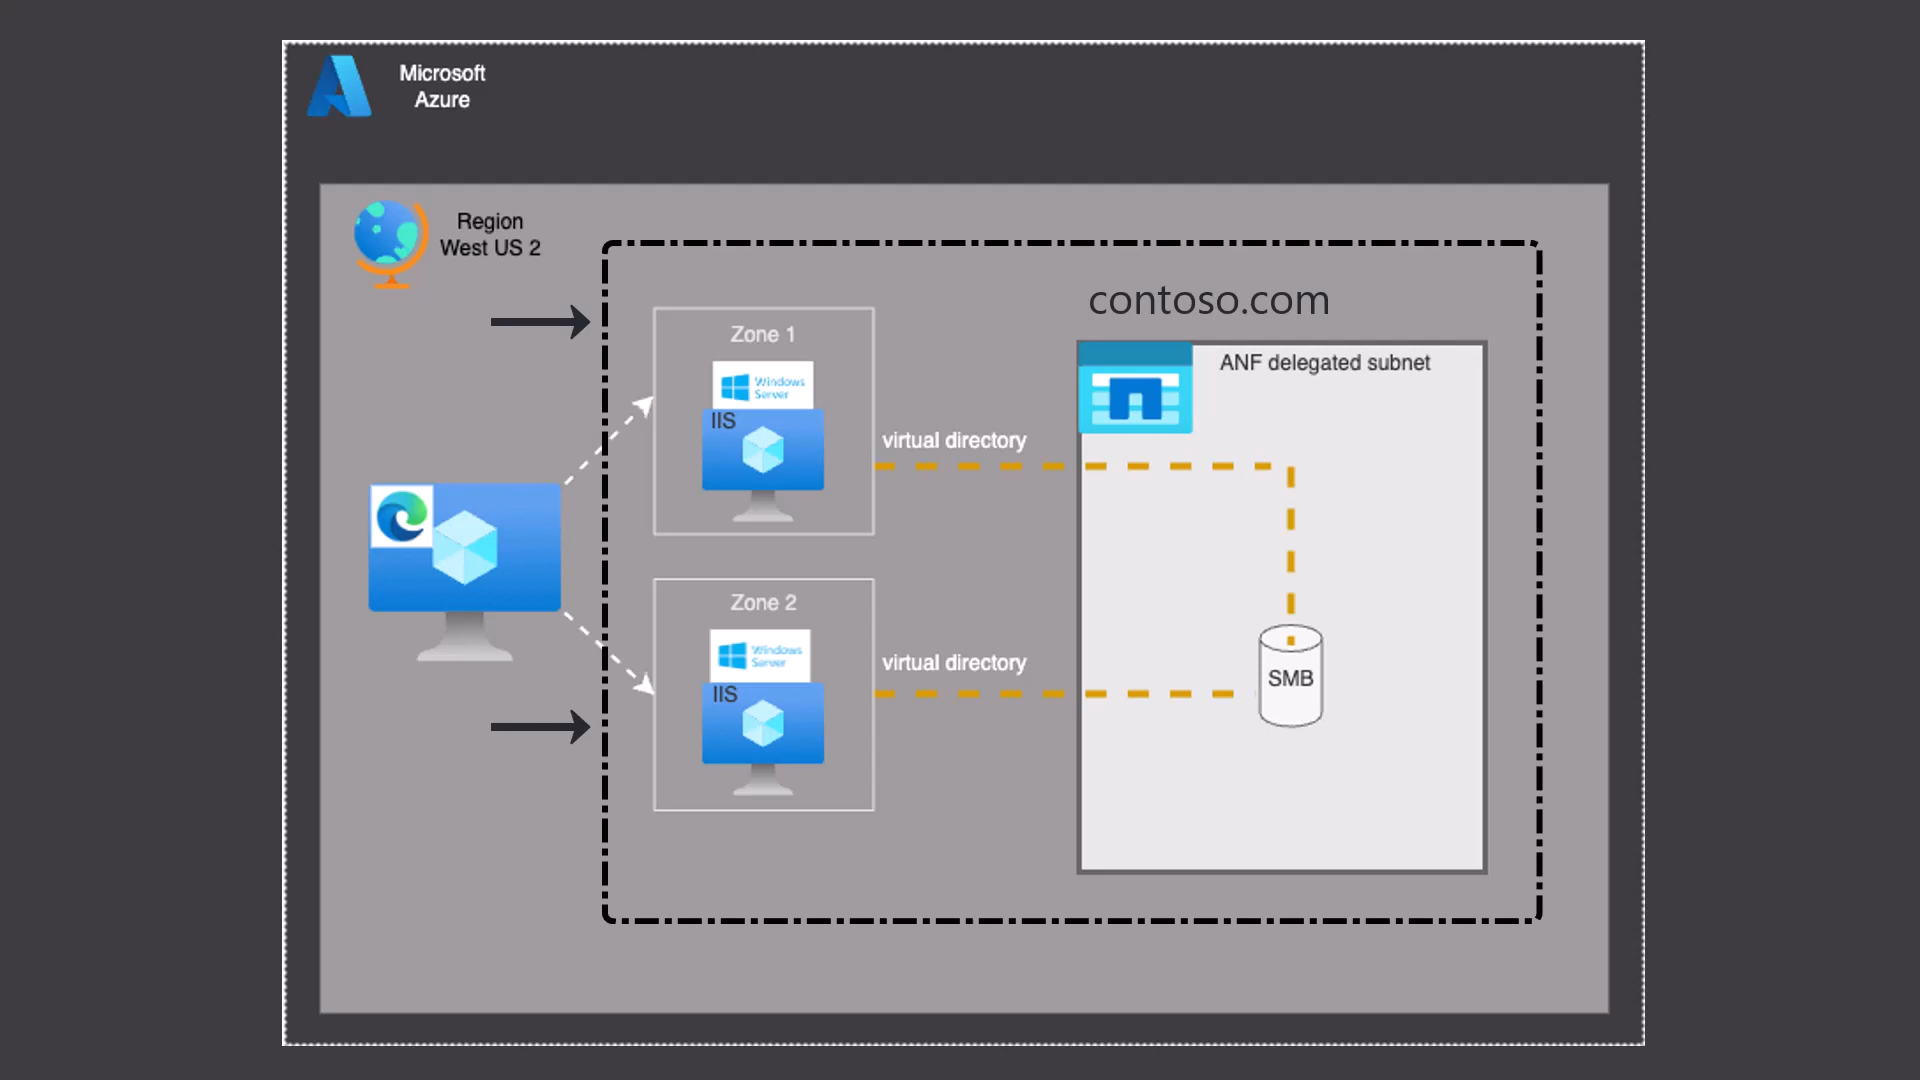 Microsoft
Azure
Region
West US 2
contoso.com
Zone 1
Windows
Server
IIS
virtual directory
ANF delegated subnet
Zone 2
Windows
Server
IIS
virtual directory
SMB